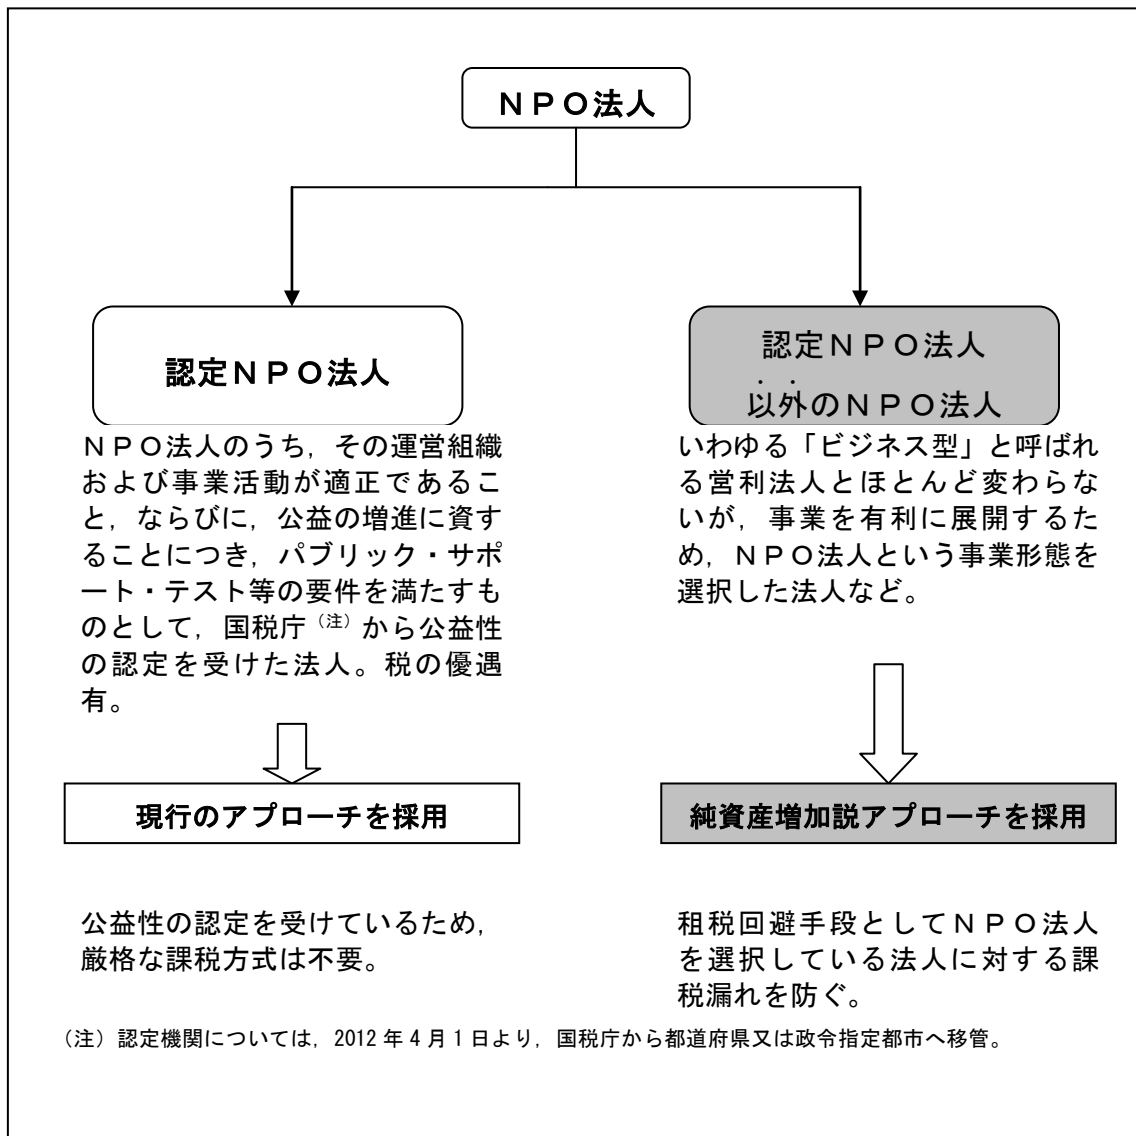 ＮＰＯ法人
認定ＮＰＯ法人
ＮＰＯ法人のうち，その運営組織
および事業活動が適正であるこ
と，ならびに，公益の増進に資す
ることにつき，パブリック・サポ
ート・テスト等の要件を満たすも
のとして，国税庁（注）から公益性
の認定を受けた法人。税の優遇
有。
現行のアプローチを採用
公益性の認定を受けているため，
厳格な課税方式は不要。
認定ＮＰＯ法人
以外のＮＰＯ法人
いわゆる「ビジネス型」と呼ばれ
る営利法人とほとんど変わらな
いが，事業を有利に展開するた
め，ＮＰＯ法人という事業形態を
選択した法人など。
純資産増加説アプローチを採用
租税回避手段としてＮＰＯ法人
を選択している法人に対する課
税漏れを防ぐ。
（注）認定機関については，2012 年 4 月 1 日より，国税庁から都道府県又は政令指定都市へ移管。